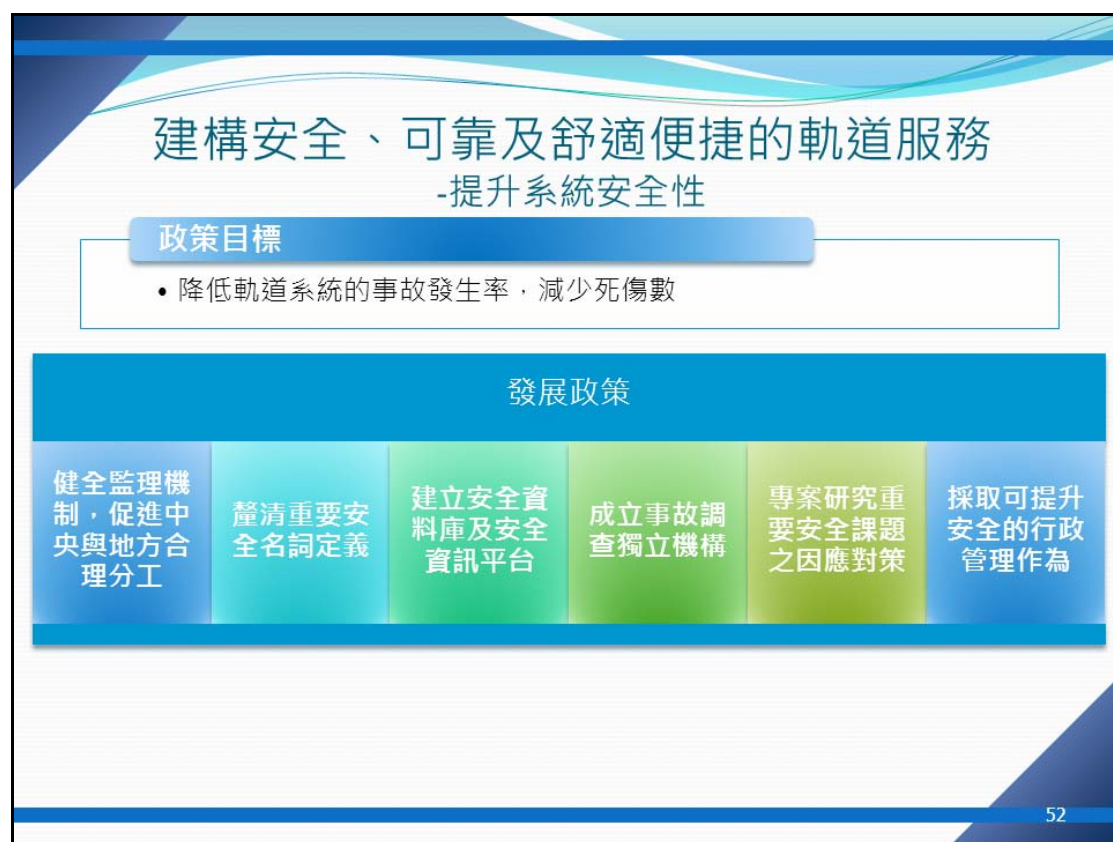 建構安全、可靠及舒適便捷的軌道服務
-提升系統安全性
政策目標
• 降低軌道系統的事故發生率，減少死傷數
發展政策
健全監理機
制，促進中
央與地方合
理分工
釐清重要安
全名詞定義
建立安全資
料庫及安全
資訊平台
成立事故調
查獨立機構
專案研究重
要安全課題
之因應對策
採取可提升
安全的行政
管理作為
52